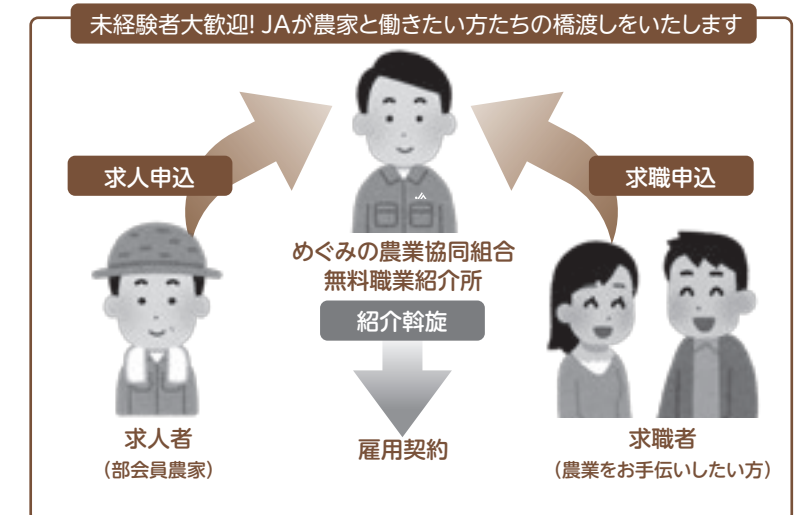 未経験者大歓迎! JAが農家と働きたい方たちの橋渡しをいたします
求人申込
求職申込
JA
めぐみの農業協同組合
無料職業紹介所
紹介斡旋
求人者
(部会員農家)
雇用契約
求職者
(農業をお手伝いしたい方)